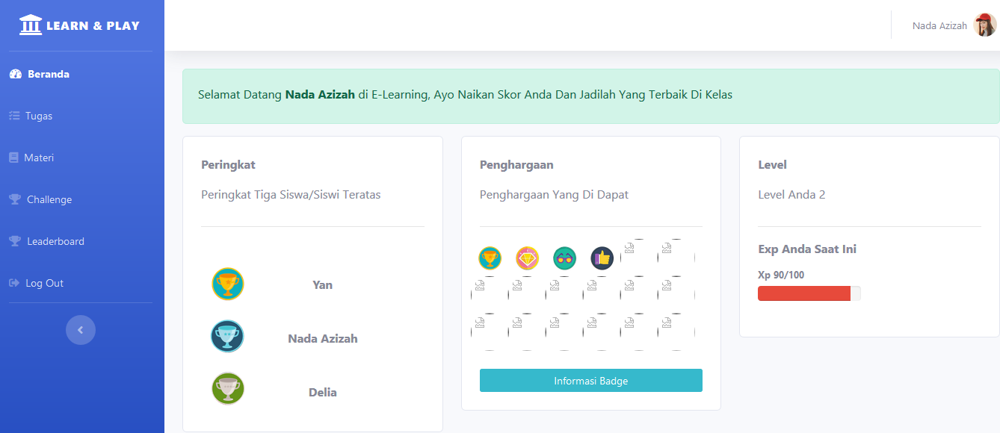 LEARN & PLAY
Nada Azizah
Beranda
Tugas
Materi
Challenge
Leaderboard
Log Out
Selamat Datang Nada Azizah di E-Learning, Ayo Naikan Skor Anda Dan Jadilah Yang Terbaik Di Kelas
Peringkat
Peringkat Tiga Siswa/Siswi Teratas
Yan
Nada Azizah
Delia
Penghargaan
Penghargaan Yang Di Dapat
Informasi Badge
Level
Level Anda 2
Exp Anda Saat Ini
Xp 90/100